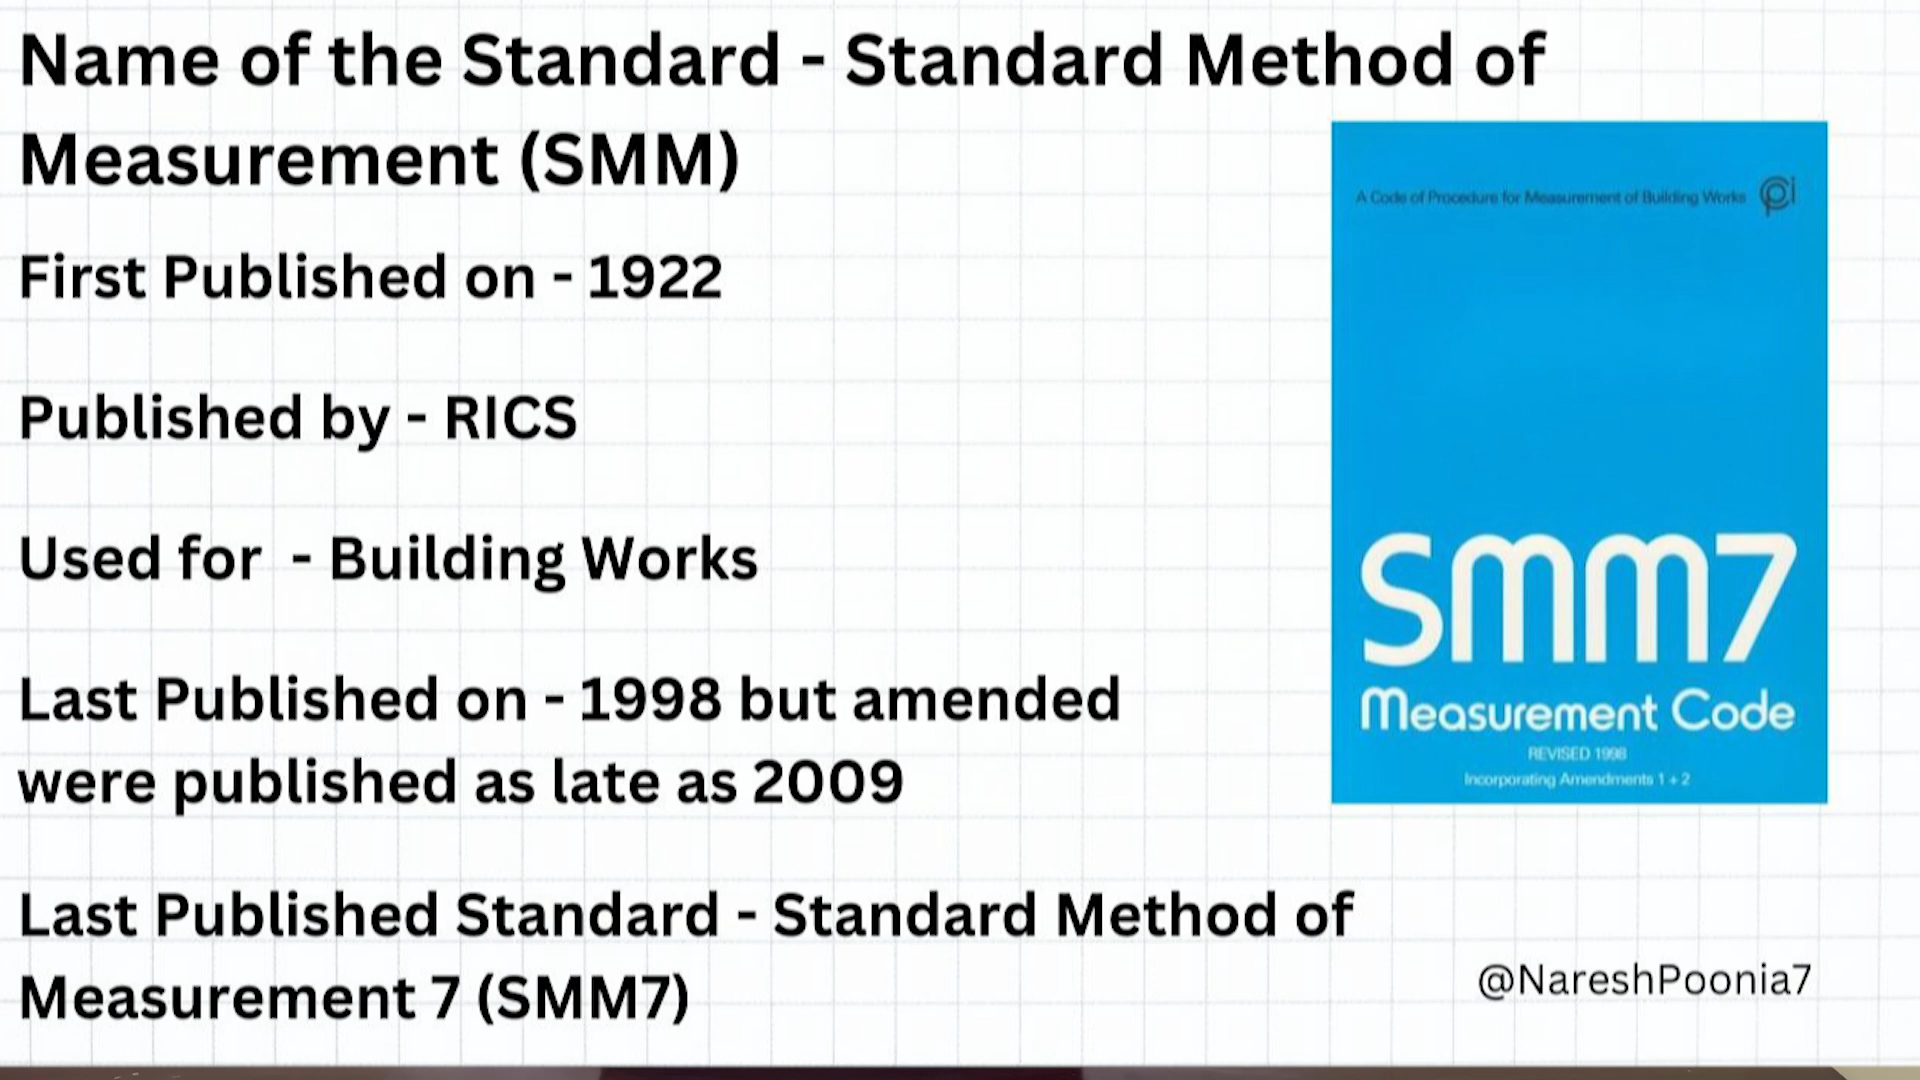 Name of the Standard - Standard Method of
Measurement (SMM)
First Published on - 1922
Published by - RICS
Used for - Building Works
Last Published on - 1998 but amended
were published as late as 2009
Last Published Standard - Standard Method of
Measurement 7 (SMM7)
A Code of Procedure for Measurement of Building Works
cpi
SMM7
Measurement Code
REVISED 1998
Incorporating Amendments 1 + 2
@NareshPoonia7